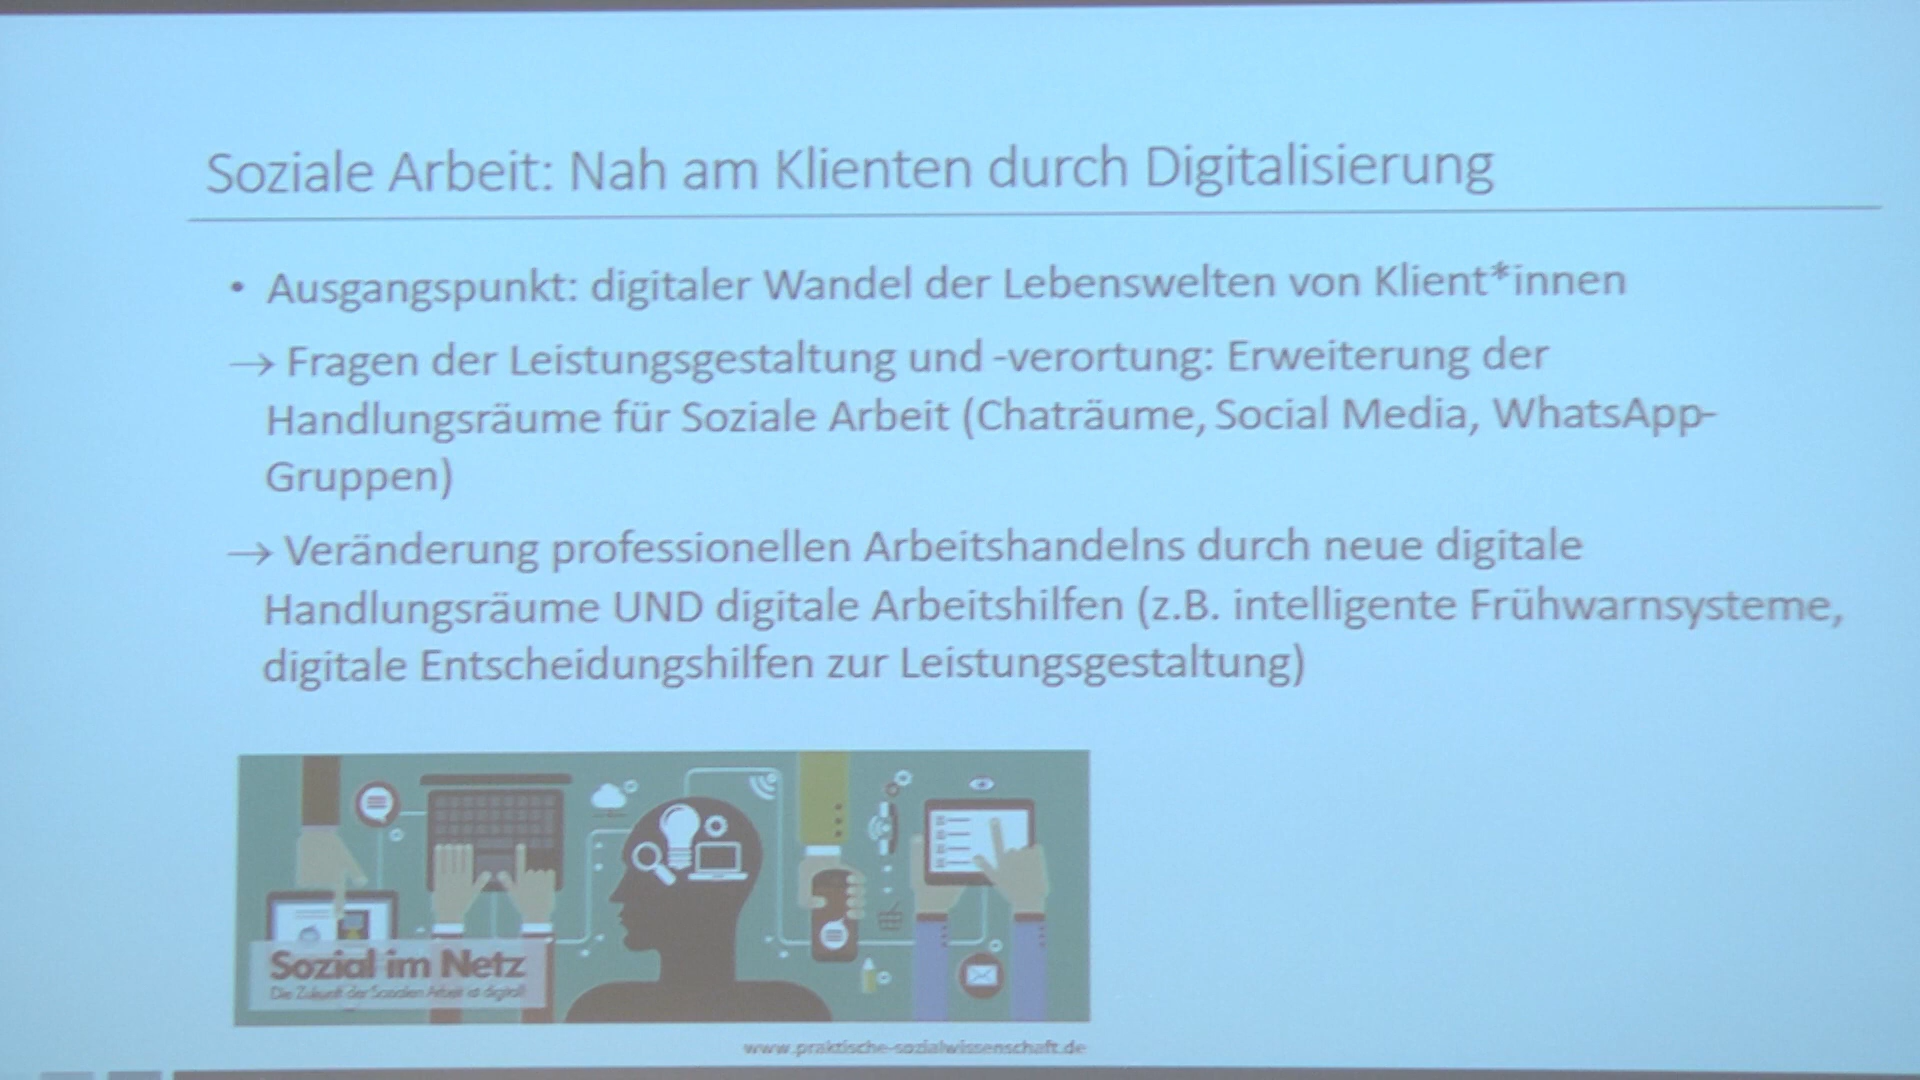 Soziale Arbeit: Nah am Klienten durch Digitalisierung
• Ausgangspunkt: digitaler Wandel der Lebenswelten von Klient*innen
→ Fragen der Leistungsgestaltung und -verortung: Erweiterung der
Handlungsräume für Soziale Arbeit (Chaträume, Social Media, WhatsApp-
Gruppen)
→ Veränderung professionellen Arbeitshandelns durch neue digitale
Handlungsräume UND digitale Arbeitshilfen (z.B. intelligente Frühwarnsysteme,
digitale Entscheidungshilfen zur Leistungsgestaltung)
Sozial im Netz
Die Zukunft der Sozialen Arbeit ist digital!
www.praktische-sozialwissenschaft.de